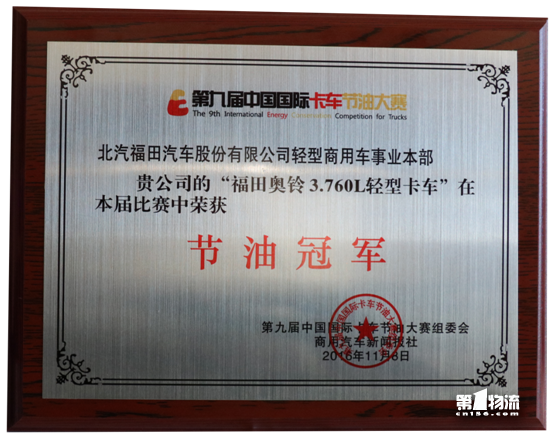 第九届中国国际卡车节油大赛
The 9th International Energy Conservation Competition for Trucks
北汽福田汽车股份有限公司轻型商用车事业本部
贵公司的“福田奥铃 3.760L轻型卡车”在
本届比赛中荣获
节油冠军
第九届中国国际卡车节油大赛组委会
商用汽车新闻报社
2016年11月8日
第1物流
cn156.com